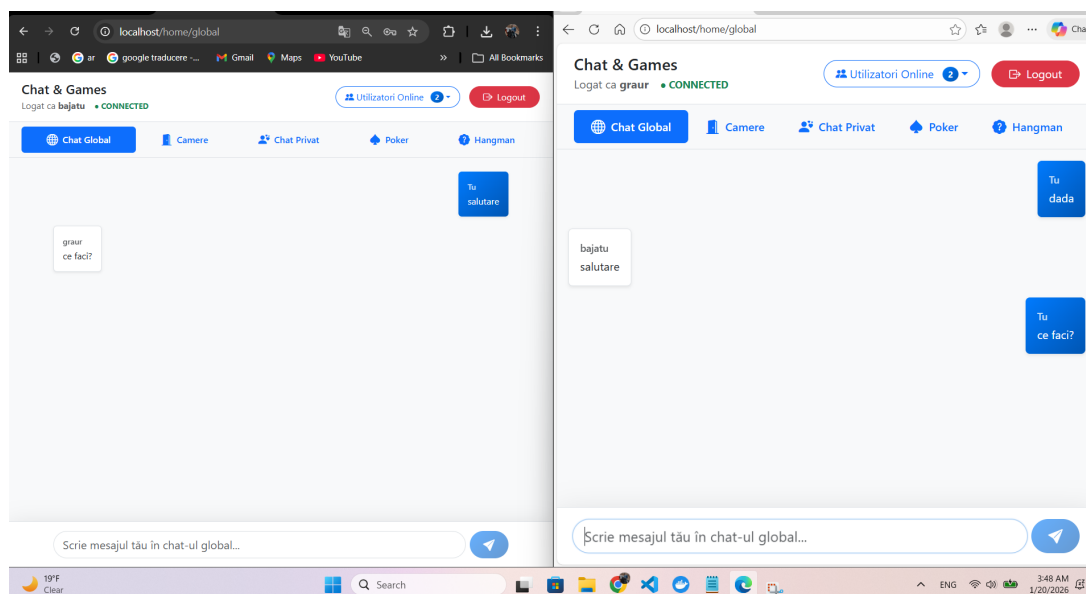 localhost/home/global
ar
google traducere -...
Gmail
Maps
YouTube
»
All Bookmarks
Chat & Games
Logat ca bajatu • CONNECTED
Utilizatori Online 2
Logout
Chat Global
Camere
Chat Privat
Poker
Hangman
Tu
salutare
graur
ce faci?
Scrie mesajul tău în chat-ul global...
localhost/home/global
Cha
Chat & Games
Logat ca graur • CONNECTED
Utilizatori Online 2
Logout
Chat Global
Camere
Chat Privat
Poker
Hangman
Tu
dada
bajatu
salutare
Tu
ce faci?
Scrie mesajul tău în chat-ul global...
19°F
Clear
Search
ENG
3:48 AM
1/20/2026